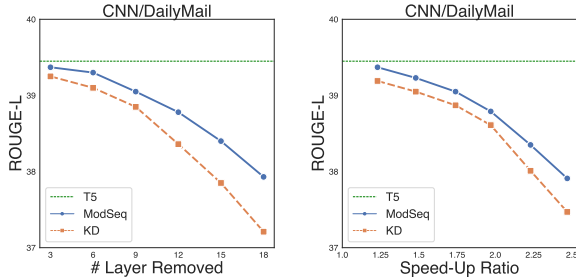 CNN/DailyMail
40
39
38
37
ROUGE-L
T5
ModSeq
KD
3 6 9 12 15 18
# Layer Removed
CNN/DailyMail
40
39
38
37
ROUGE-L
T5
ModSeq
KD
1.0 1.25 1.5 1.75 2.0 2.25 2.5
Speed-Up Ratio